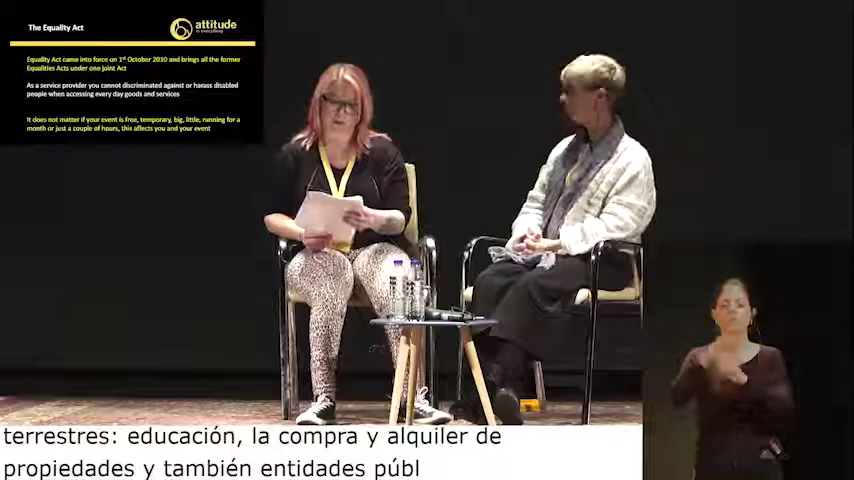 The Equality Act
attitude
is everything
Equality Act came into force on 1st October 2010 and brings all the former
Equalities Acts under one joint Act
As a service provider you cannot discriminated against or harass disabled
people when accessing every day goods and services
It does not matter if your event is free, temporary, big, little, running for a
month or just a couple of hours, this affects you and your event
terrestres: educación, la compra y alquiler de
propiedades y también entidades públ